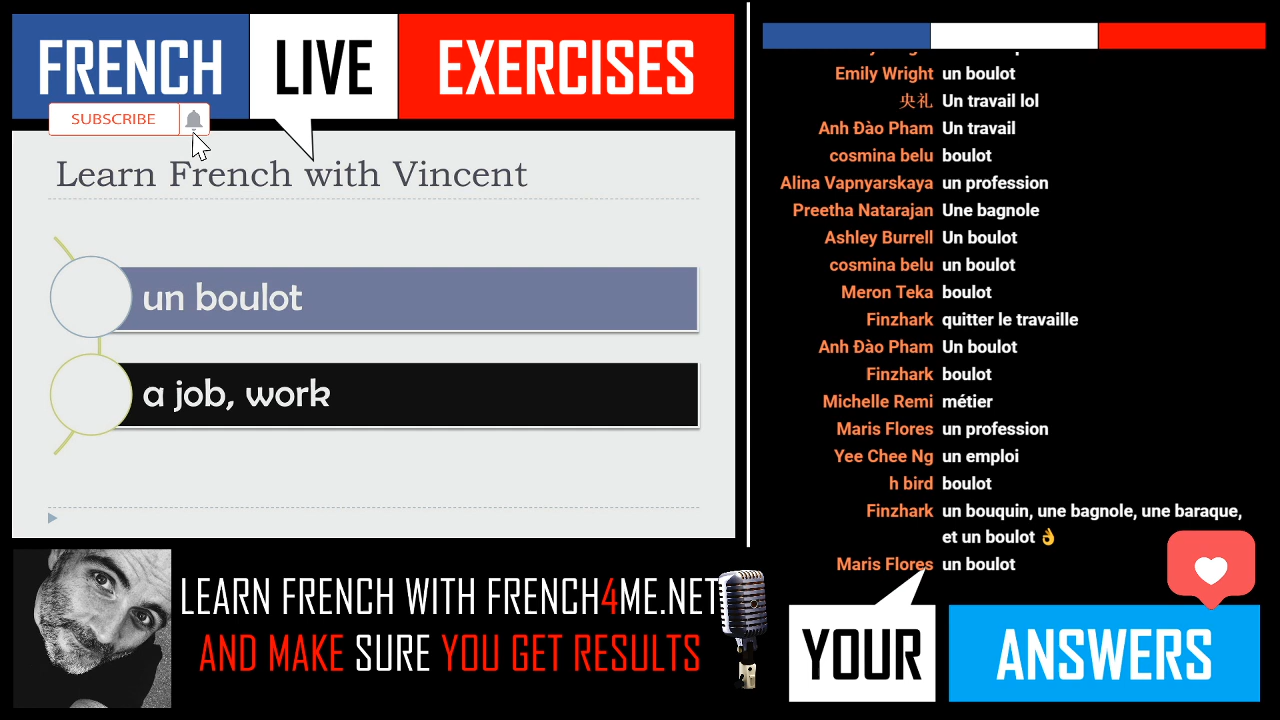 FRENCH LIVE EXERCISES
SUBSCRIBE
Learn French with Vincent
un boulot
a job, work
LEARN FRENCH WITH FRENCH4ME.NET
AND MAKE SURE YOU GET RESULTS
Emily Wright un boulot
央礼 Un travail lol
Anh Đào Pham Un travail
cosmina belu boulot
Alina Vapnyarskaya un profession
Preetha Natarajan Une bagnole
Ashley Burrell Un boulot
cosmina belu un boulot
Meron Teka boulot
Finzhark quitter le travaille
Anh Đào Pham Un boulot
Finzhark boulot
Michelle Remi métier
Maris Flores un profession
Yee Chee Ng un emploi
h bird boulot
Finzhark un bouquin, une bagnole, une baraque,
et un boulot 👌
Maris Flores un boulot
YOUR ANSWERS